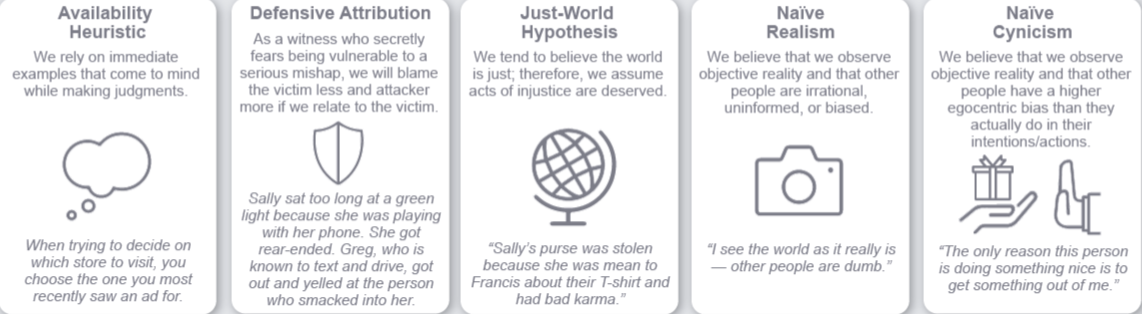 Availability
Heuristic
We rely on immediate
examples that come to mind
while making judgments.
When trying to decide on
which store to visit, you
choose the one you most
recently saw an ad for.
Defensive Attribution
As a witness who secretly
fears being vulnerable to a
serious mishap, we will blame
the victim less and attacker
more if we relate to the victim.
Sally sat too long at a green
light because she was playing
with her phone. She got
rear-ended. Greg, who is
known to text and drive, got
out and yelled at the person
who smacked into her.
Just-World
Hypothesis
We tend to believe the world
is just; therefore, we assume
acts of injustice are deserved.
“Sally’s purse was stolen
because she was mean to
Francis about their T-shirt and
had bad karma.”
Naïve
Realism
We believe that we observe
objective reality and that other
people are irrational,
uninformed, or biased.
“I see the world as it really is
— other people are dumb.”
Naïve
Cynicism
We believe that we observe
objective reality and that other
people have a higher
egocentric bias than they
actually do in their
intentions/actions.
“The only reason this person
is doing something nice is to
get something out of me.”